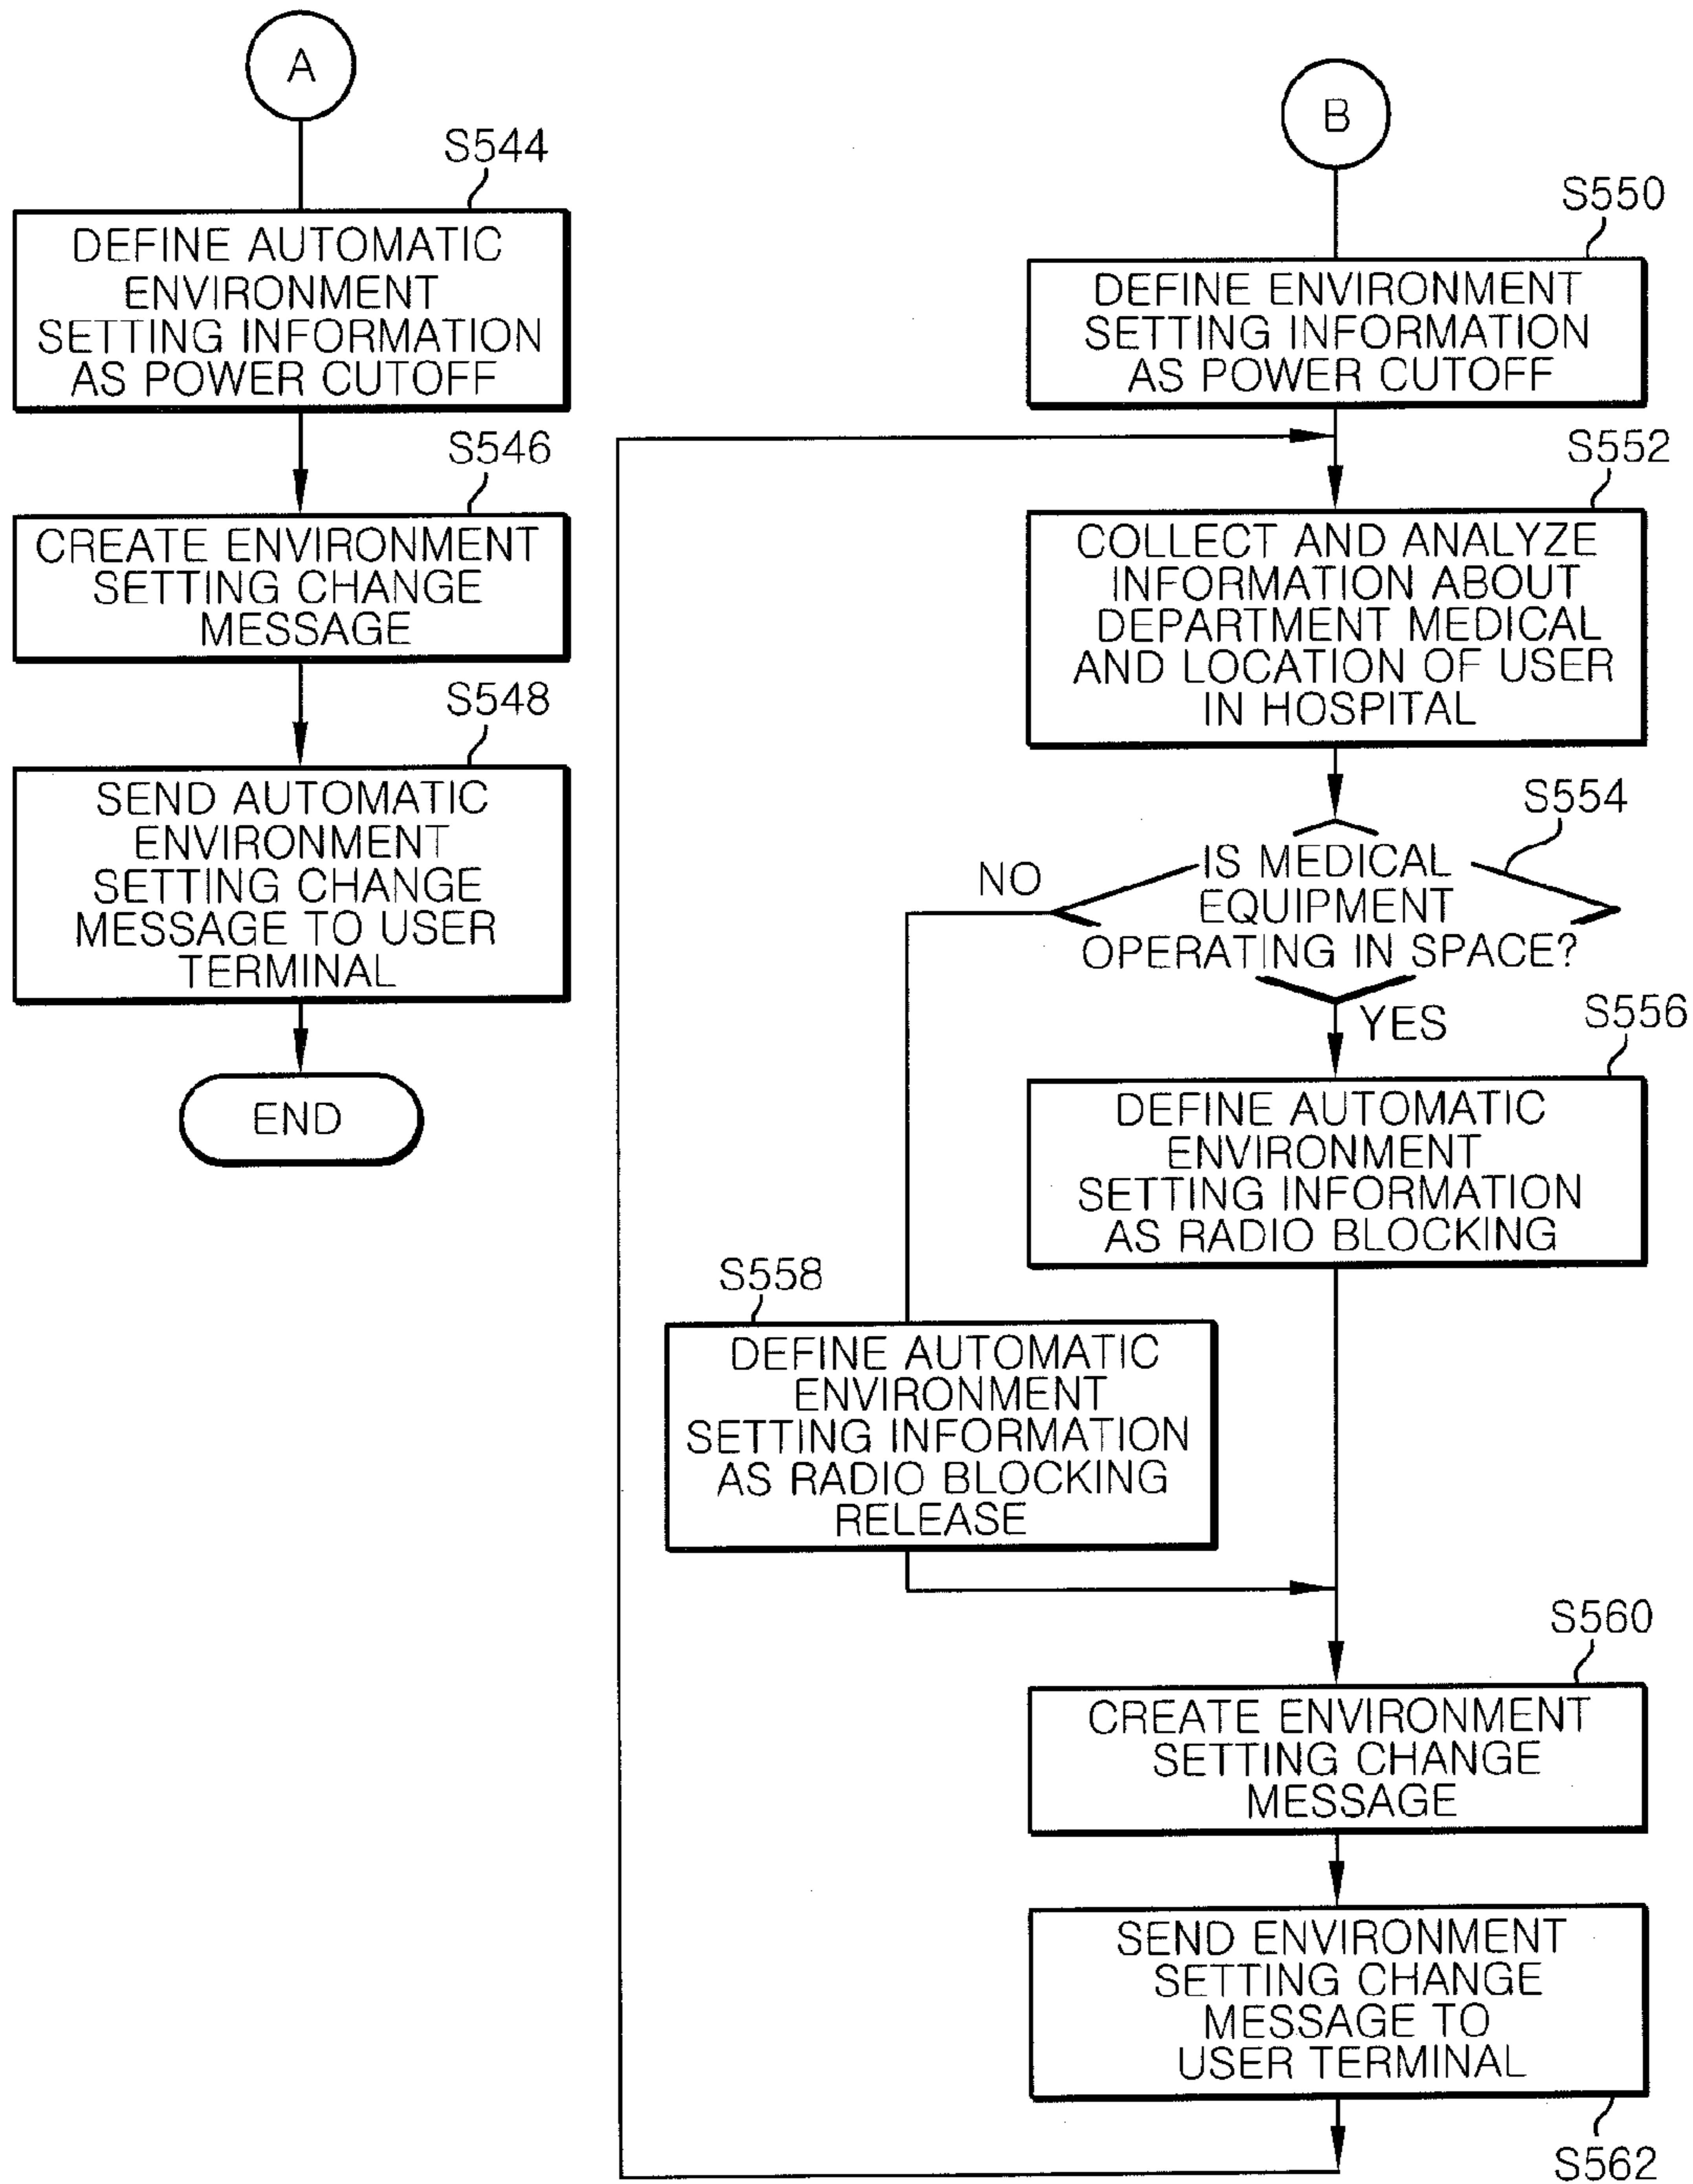 A
S544
DEFINE AUTOMATIC
ENVIRONMENT
SETTING INFORMATION
AS POWER CUTOFF
S546
CREATE ENVIRONMENT
SETTING CHANGE
MESSAGE
S548
SEND AUTOMATIC
ENVIRONMENT
SETTING CHANGE
MESSAGE TO USER
TERMINAL
END
B
S550
DEFINE ENVIRONMENT
SETTING INFORMATION
AS POWER CUTOFF
S552
COLLECT AND ANALYZE
INFORMATION ABOUT
DEPARTMENT MEDICAL
AND LOCATION OF USER
IN HOSPITAL
S554
IS MEDICAL
EQUIPMENT
OPERATING IN SPACE?
NO
YES
S556
DEFINE AUTOMATIC
ENVIRONMENT
SETTING INFORMATION
AS RADIO BLOCKING
S558
DEFINE AUTOMATIC
ENVIRONMENT
SETTING INFORMATION
AS RADIO BLOCKING
RELEASE
S560
CREATE ENVIRONMENT
SETTING CHANGE
MESSAGE
SEND ENVIRONMENT
SETTING CHANGE
MESSAGE TO
USER TERMINAL
S562